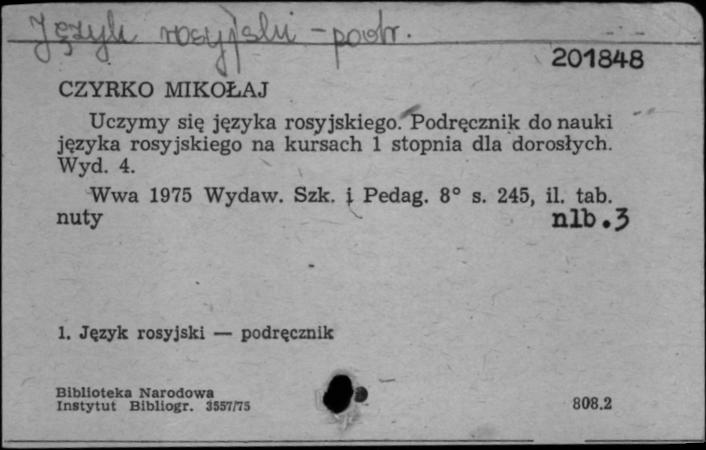 Język rosyjski - podr.
201848
CZYRKO MIKOŁAJ
Uczymy się języka rosyjskiego. Podręcznik do nauki
języka rosyjskiego na kursach 1 stopnia dla dorosłych.
Wyd. 4.
Wwa 1975 Wydaw. Szk. i Pedag. 8° s. 245, il. tab.
nuty nlb.3
1. Język rosyjski — podręcznik
Biblioteka Narodowa
Instytut Bibliogr. 3557/75 808.2